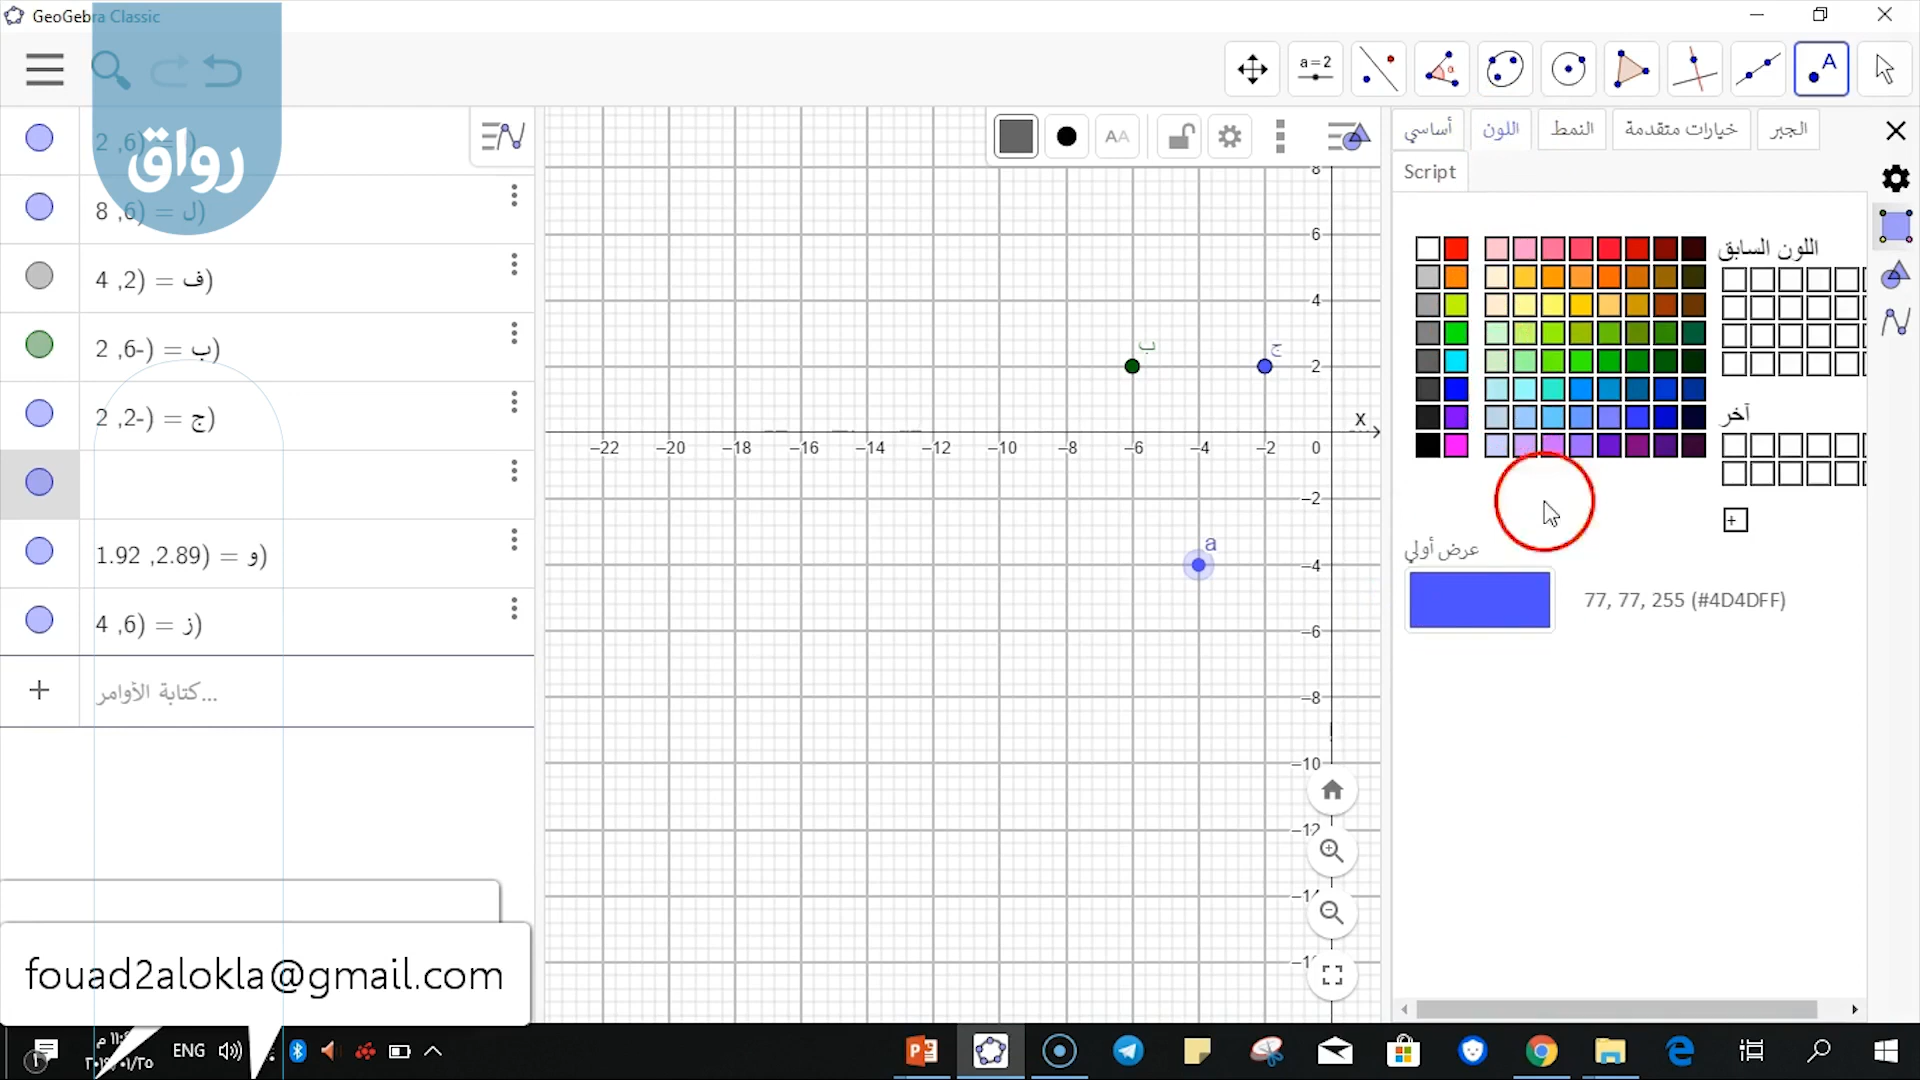 GeoGebra Classic
رواق
a = 2
A
أساسي
اللون
النمط
خيارات متقدمة
الجبر
Script
AA
ل = (6, 8)
ف = (2, 4)
ب = (-6, 2)
ج = (-2, 2)
و = (2.89, 1.92)
ز = (6, 4)
كتابة الأوامر...
ب
ج
a
x
8
6
4
2
0
−2
−4
−6
−8
−10
−12
−22
−20
−18
−16
−14
−12
−10
−8
−6
−4
−2
اللون السابق
آخر
+
عرض أولي
77, 77, 255 (#4D4DFF)
fouad2alokla@gmail.com
ENG